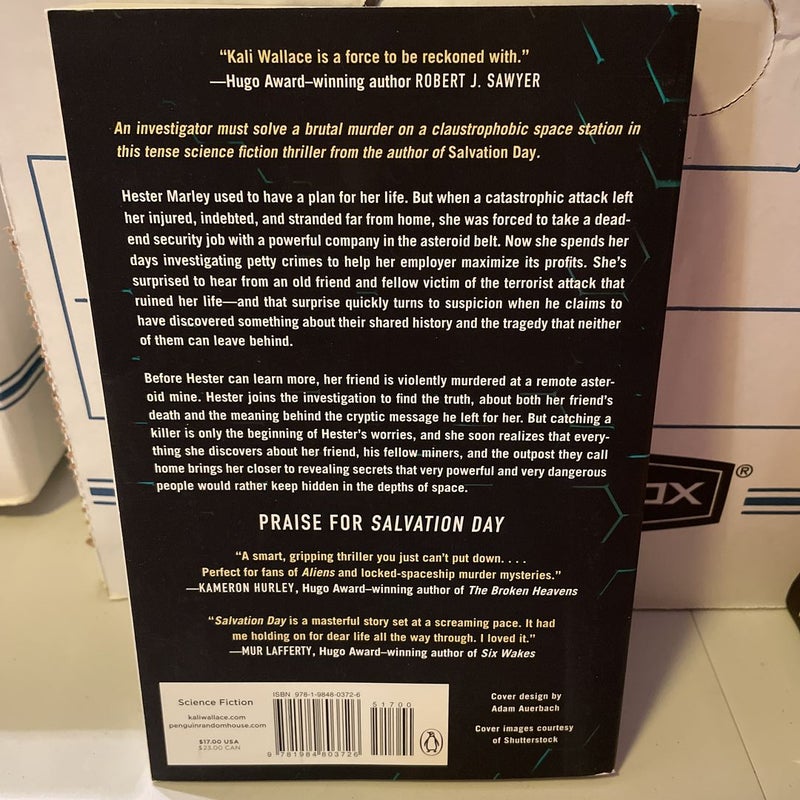 “Kali Wallace is a force to be reckoned with.”
—Hugo Award–winning author ROBERT J. SAWYER
An investigator must solve a brutal murder on a claustrophobic space station in
this tense science fiction thriller from the author of Salvation Day.
Hester Marley used to have a plan for her life. But when a catastrophic attack left
her injured, indebted, and stranded far from home, she was forced to take a dead-
end security job with a powerful company in the asteroid belt. Now she spends her
days investigating petty crimes to help her employer maximize its profits. She’s
surprised to hear from an old friend and fellow victim of the terrorist attack that
ruined her life—and that surprise quickly turns to suspicion when he claims to
have discovered something about their shared history and the tragedy that neither
of them can leave behind.
Before Hester can learn more, her friend is violently murdered at a remote aster-
oid mine. Hester joins the investigation to find the truth, about both her friend’s
death and the meaning behind the cryptic message he left for her. But catching a
killer is only the beginning of Hester’s worries, and she soon realizes that every-
thing she discovers about her friend, his fellow miners, and the outpost they call
home brings her closer to revealing secrets that very powerful and very dangerous
people would rather keep hidden in the depths of space.
PRAISE FOR SALVATION DAY
“A smart, gripping thriller you just can’t put down. . . .
Perfect for fans of Aliens and locked-spaceship murder mysteries.”
—KAMERON HURLEY, Hugo Award–winning author of The Broken Heavens
“Salvation Day is a masterful story set at a screaming pace. It had
me holding on for dear life all the way through. I loved it.”
—MUR LAFFERTY, Hugo Award–winning author of Six Wakes
Science Fiction
kaliwallace.com
penguinrandomhouse.com
$17.00 USA
$23.00 CAN
ISBN 978-1-9848-0372-6
51700
9 781984 803726
Cover design by
Adam Auerbach
Cover images courtesy
of Shutterstock
OX®